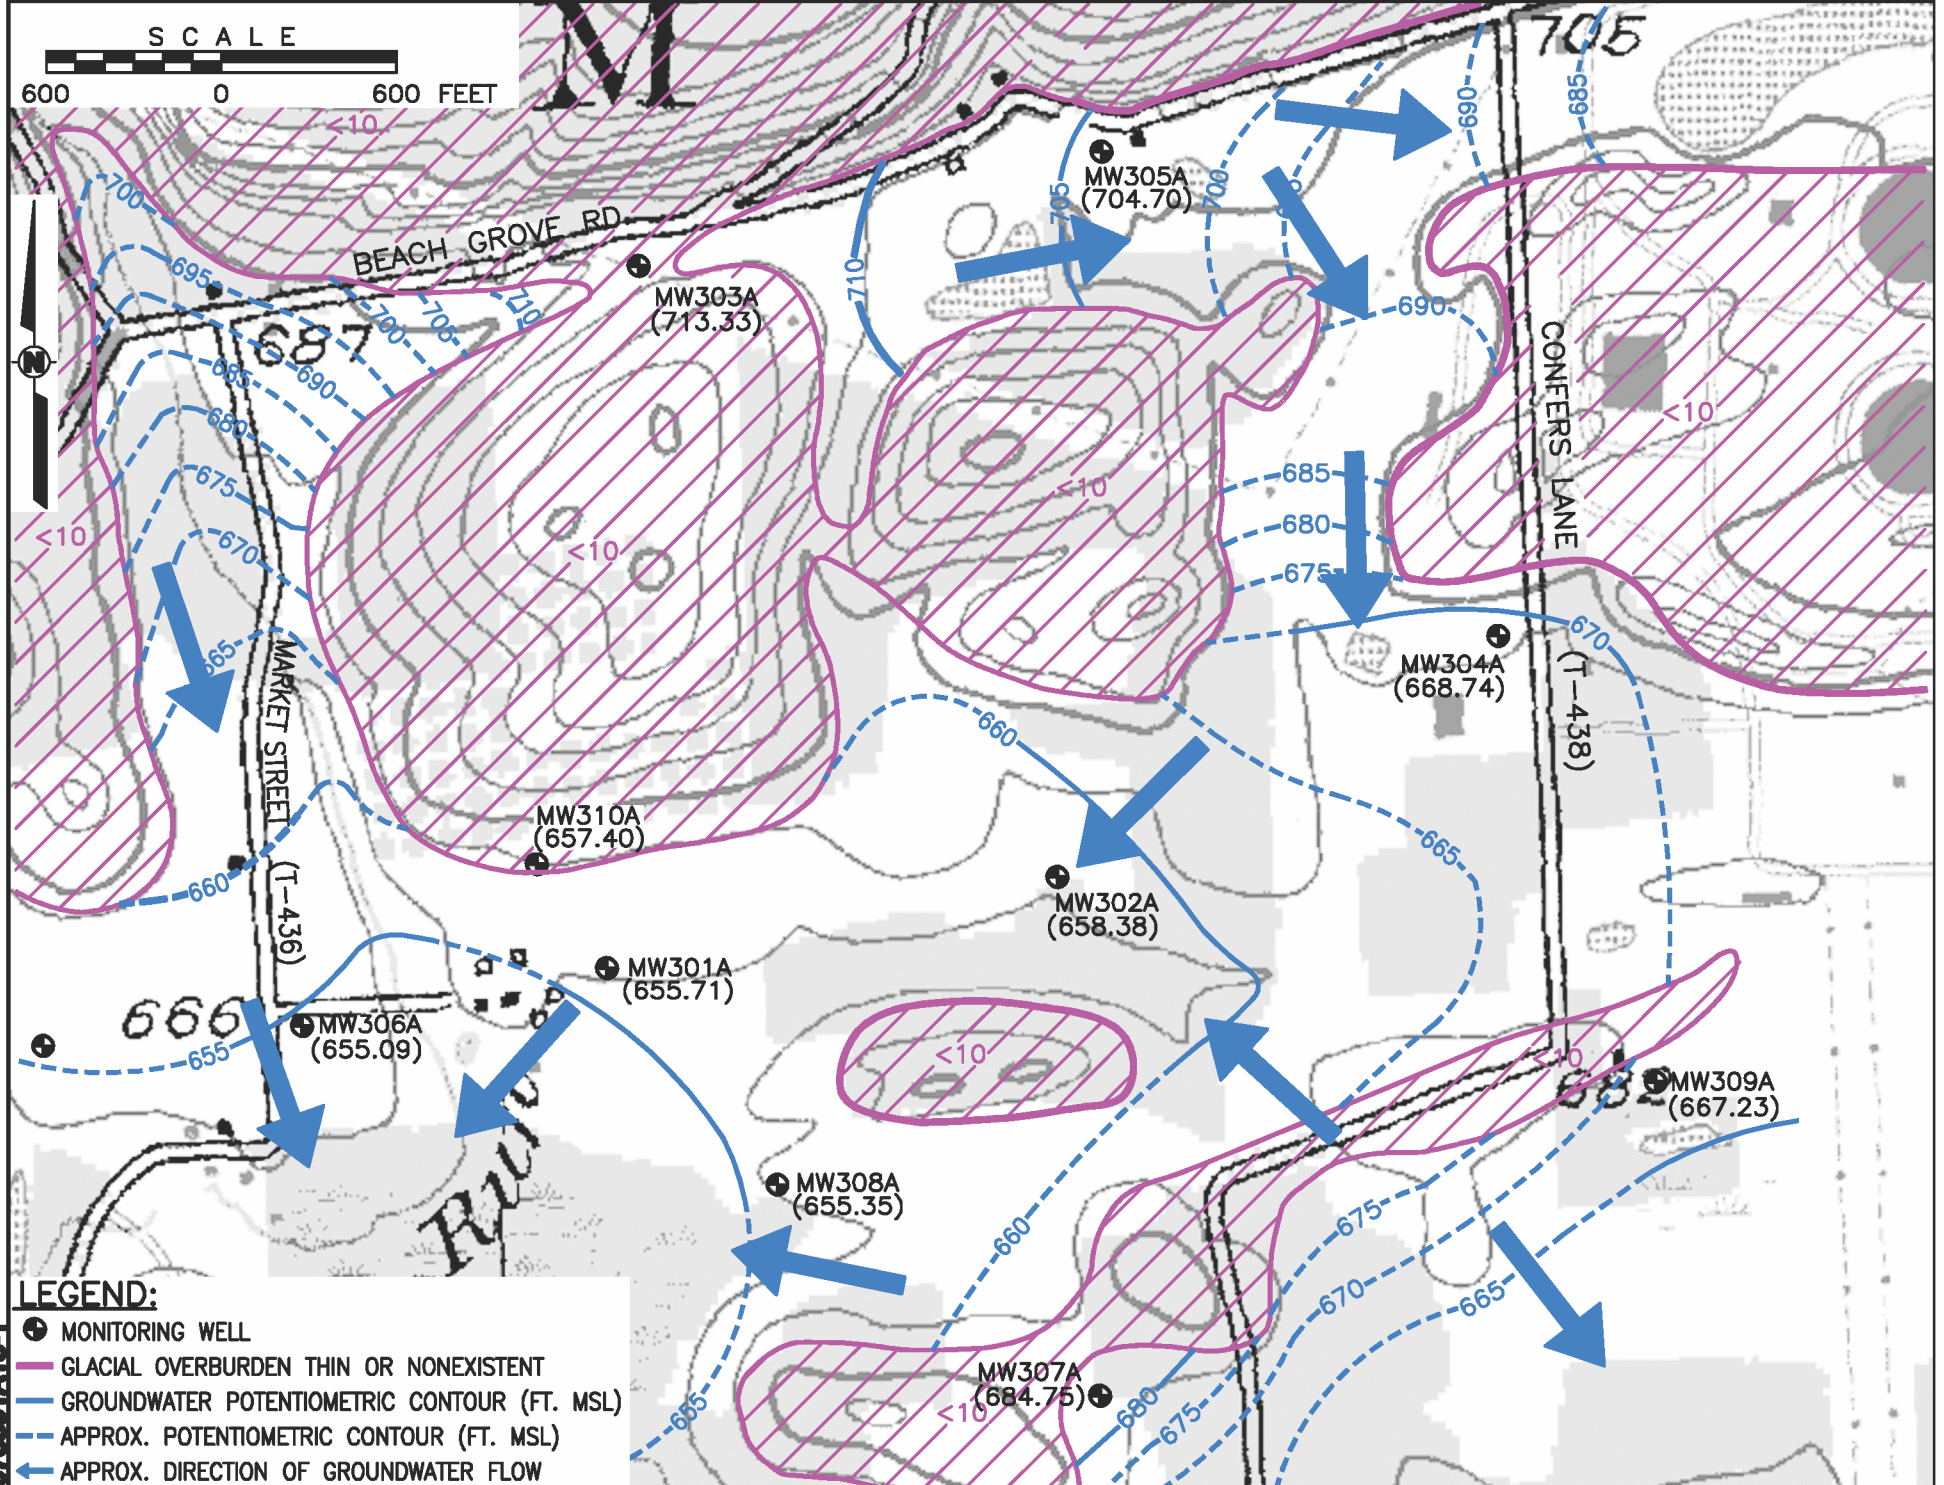 SCALE
600 0 600 FEET
M
705
690
685
<10
700
BEACH GROVE RD
MW305A
(704.70)
705
700
695
710
MW303A
(713.33)
710
705
700
690
685
687
690
N
680
675
670
<10
<10
<10
<10
CONFERS LANE
685
680
675
670
MW304A
(668.74)
(T-438)
665
MARKET STREET
660
MW310A
(657.40)
665
660
(T-436)
MW302A
(658.38)
MW301A
(655.71)
666
MW306A
(655.09)
655
<10
<10
682
MW309A
(667.23)
MW308A
(655.35)
660
675
670
665
Run
MW307A
(684.75)
<10
680
675
655
LEGEND:
MONITORING WELL
GLACIAL OVERBURDEN THIN OR NONEXISTENT
GROUNDWATER POTENTIOMETRIC CONTOUR (FT. MSL)
APPROX. POTENTIOMETRIC CONTOUR (FT. MSL)
APPROX. DIRECTION OF GROUNDWATER FLOW